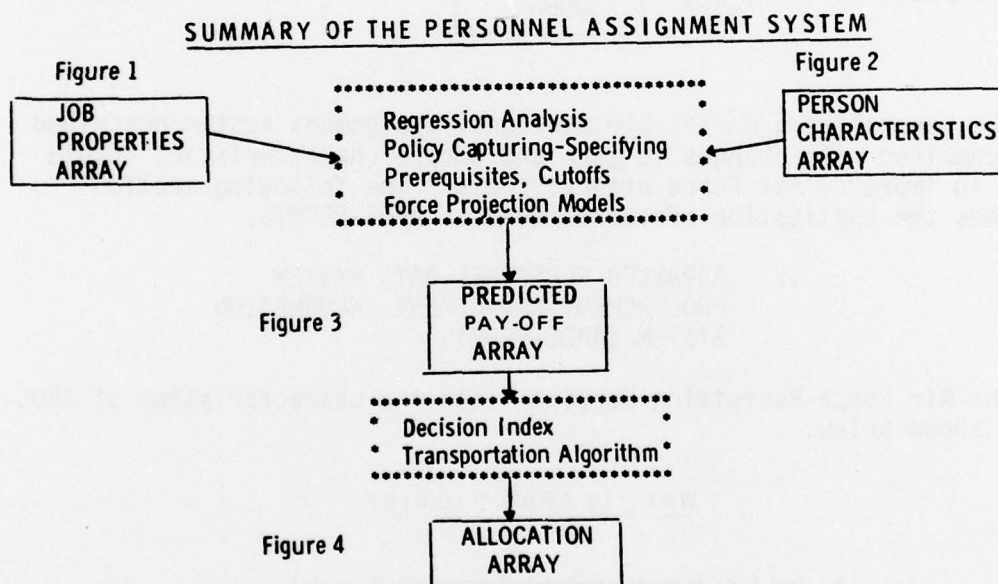 SUMMARY OF THE PERSONNEL ASSIGNMENT SYSTEM
Figure 1
Figure 2
JOB
PROPERTIES
ARRAY
Regression Analysis
Policy Capturing-Specifying
Prerequisites, Cutoffs
Force Projection Models
PERSON
CHARACTERISTICS
ARRAY
Figure 3
PREDICTED
PAY-OFF
ARRAY
Decision Index
Transportation Algorithm
Figure 4
ALLOCATION
ARRAY